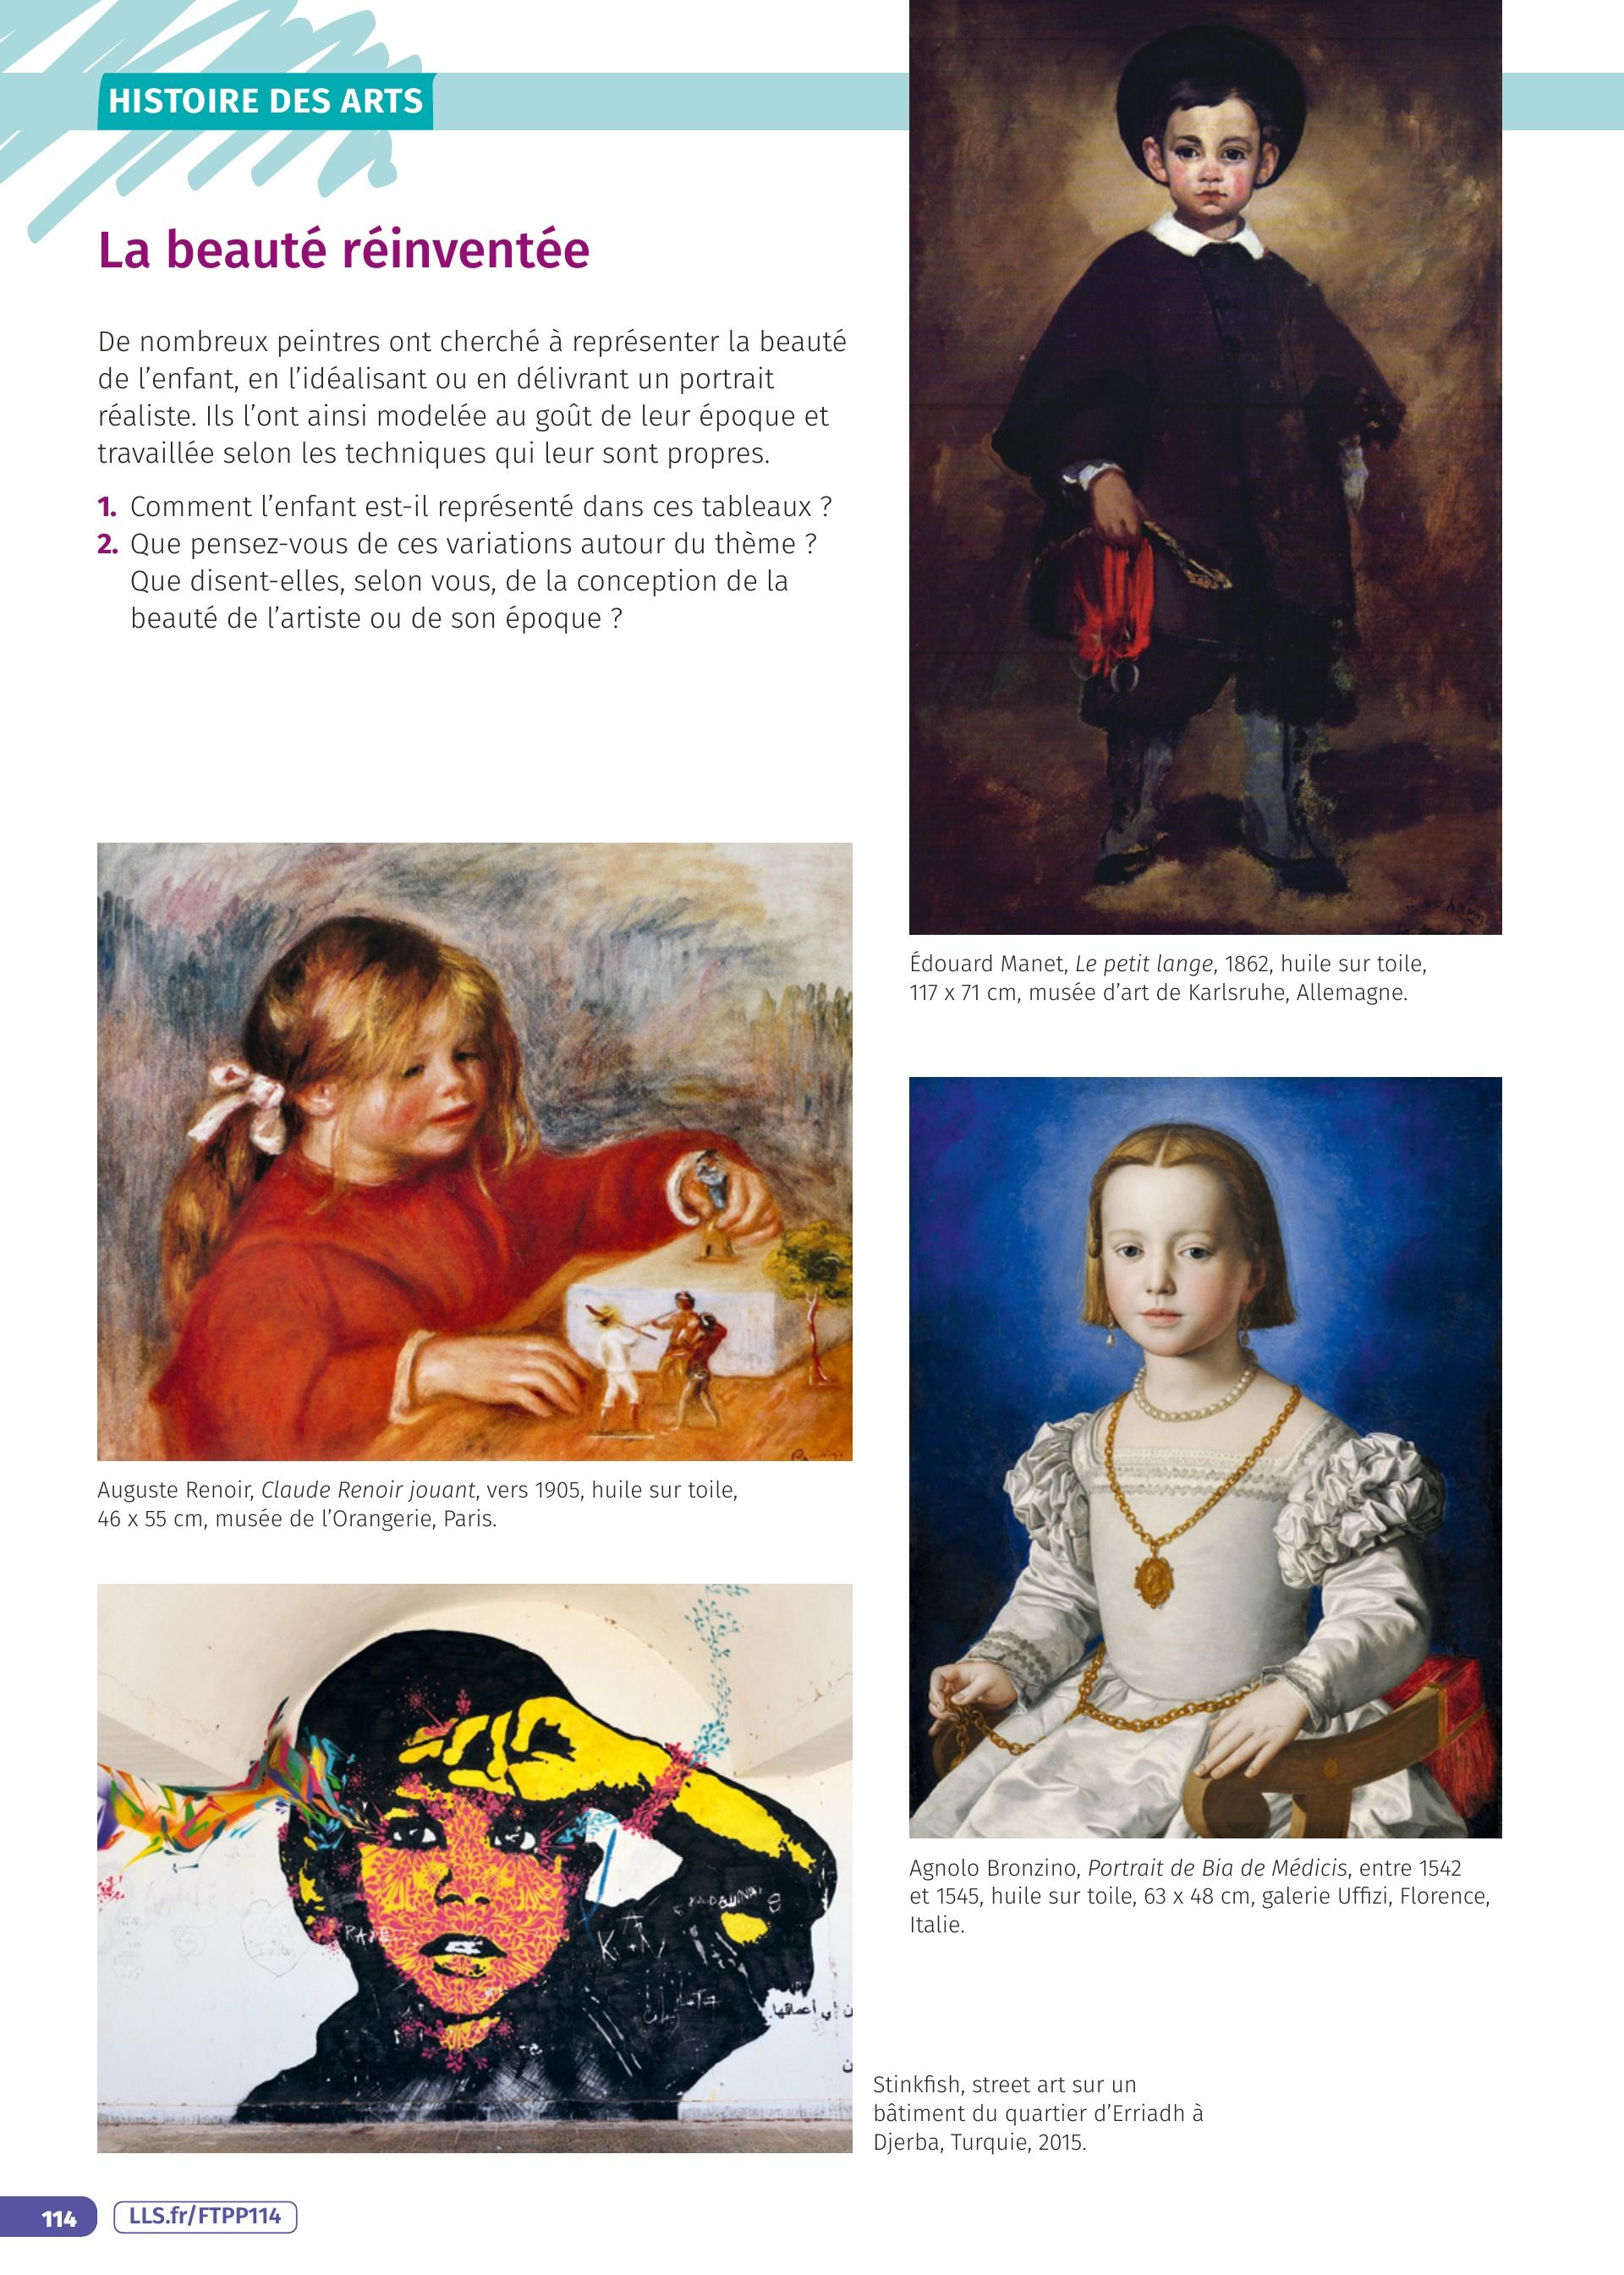 HISTOIRE DES ARTS
La beauté réinventée
De nombreux peintres ont cherché à représenter la beauté
de l’enfant, en l’idéalisant ou en délivrant un portrait
réaliste. Ils l’ont ainsi modelée au goût de leur époque et
travaillée selon les techniques qui leur sont propres.
1. Comment l’enfant est-il représenté dans ces tableaux ?
2. Que pensez-vous de ces variations autour du thème ?
Que disent-elles, selon vous, de la conception de la
beauté de l’artiste ou de son époque ?
Édouard Manet, Le petit lange, 1862, huile sur toile,
117 x 71 cm, musée d’art de Karlsruhe, Allemagne.
Auguste Renoir, Claude Renoir jouant, vers 1905, huile sur toile,
46 x 55 cm, musée de l’Orangerie, Paris.
Agnolo Bronzino, Portrait de Bia de Médicis, entre 1542
et 1545, huile sur toile, 63 x 48 cm, galerie Uffizi, Florence,
Italie.
Stinkfish, street art sur un
bâtiment du quartier d’Erriadh à
Djerba, Turquie, 2015.
114
LLS.fr/FTPP114